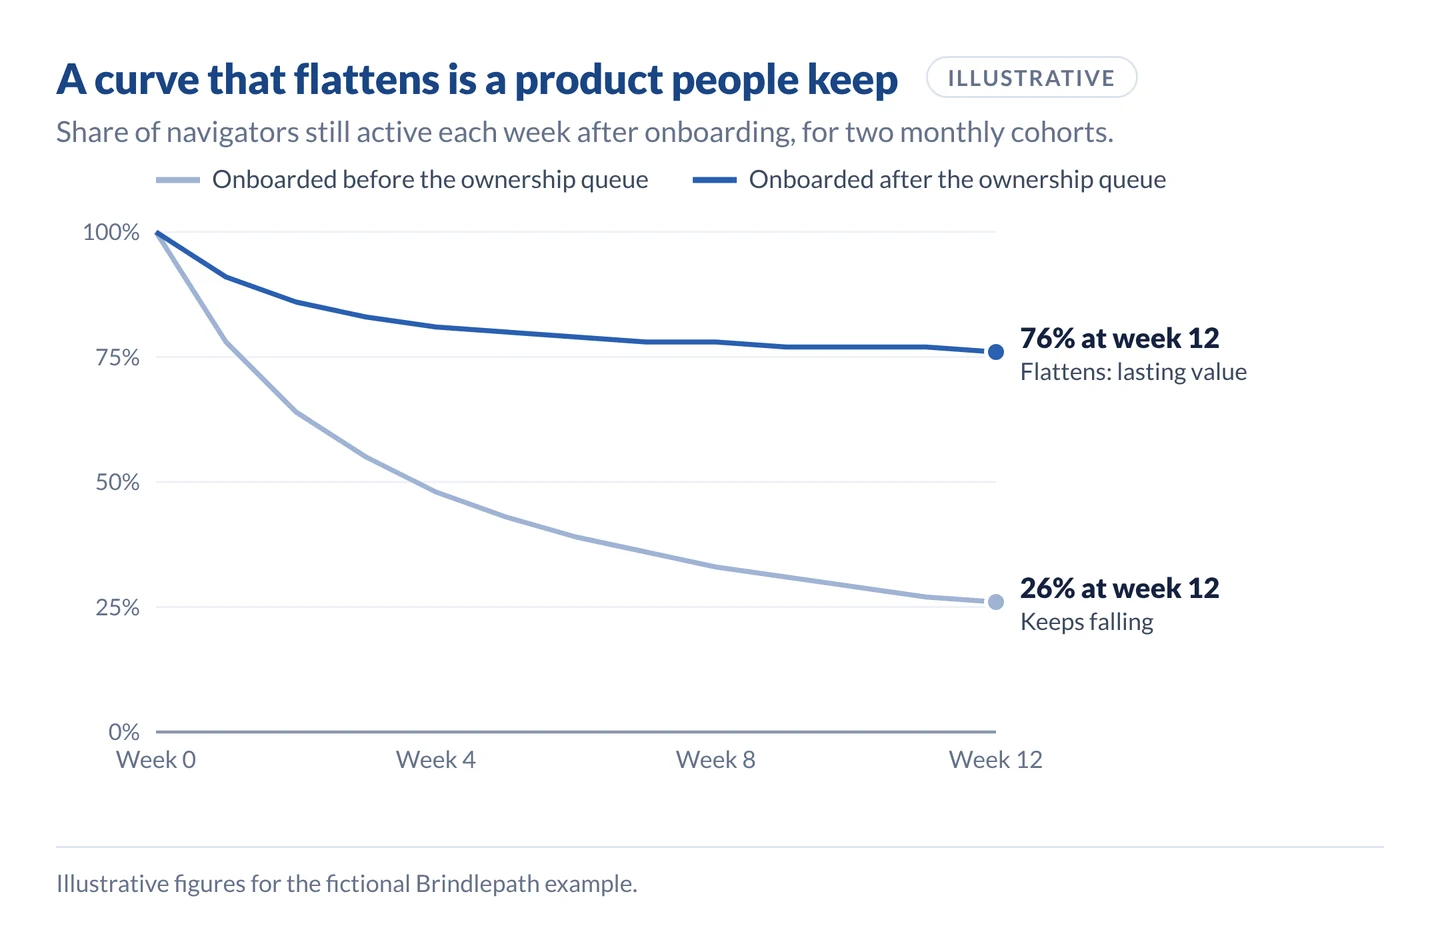 A curve that flattens is a product people keep
ILLUSTRATIVE
Share of navigators still active each week after onboarding, for two monthly cohorts.
Onboarded before the ownership queue
Onboarded after the ownership queue
100%
75%
50%
25%
0%
76% at week 12
Flattens: lasting value
26% at week 12
Keeps falling
Week 0
Week 4
Week 8
Week 12
Illustrative figures for the fictional Brindlepath example.